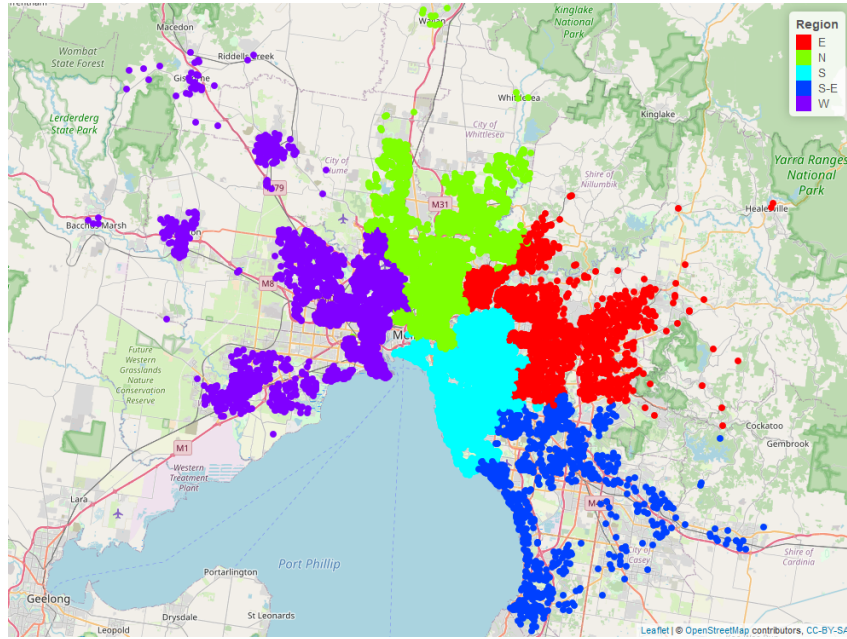 Macedon
Wombat
State Forest
Riddells Creek
Lerderderg
State Park
Bacchus Marsh
City of
M79
M8
M31
City of
Whittlesea
Kinglake
National
Park
Whittlesea
Kinglake
Shire of
Nillumbik
Yarra Ranges
National
Park
Healesville
Region
E
N
S
S-E
W
Future
Western
Grasslands
Nature
Conservation
Reserve
M1
Western
Treatment
Plant
Lara
Geelong
Leopold
Portarlington
Drysdale
St Leonards
Port Phillip
Cockatoo
Gembrook
City of
Casey
Shire of
Cardinia
Leaflet | © OpenStreetMap contributors, CC-BY-SA